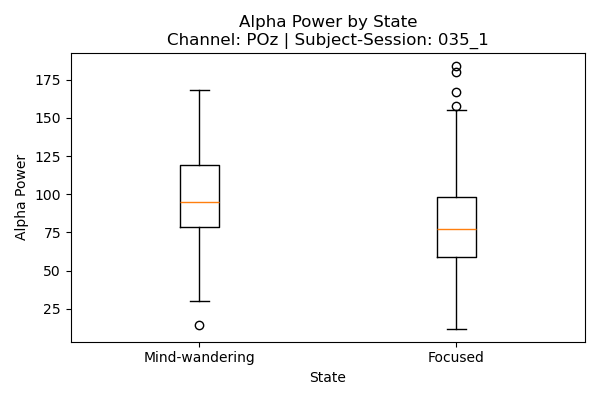 Alpha Power by State
Channel: POz | Subject-Session: 035_1
Alpha Power
175
150
125
100
75
50
25
Mind-wandering
Focused
State